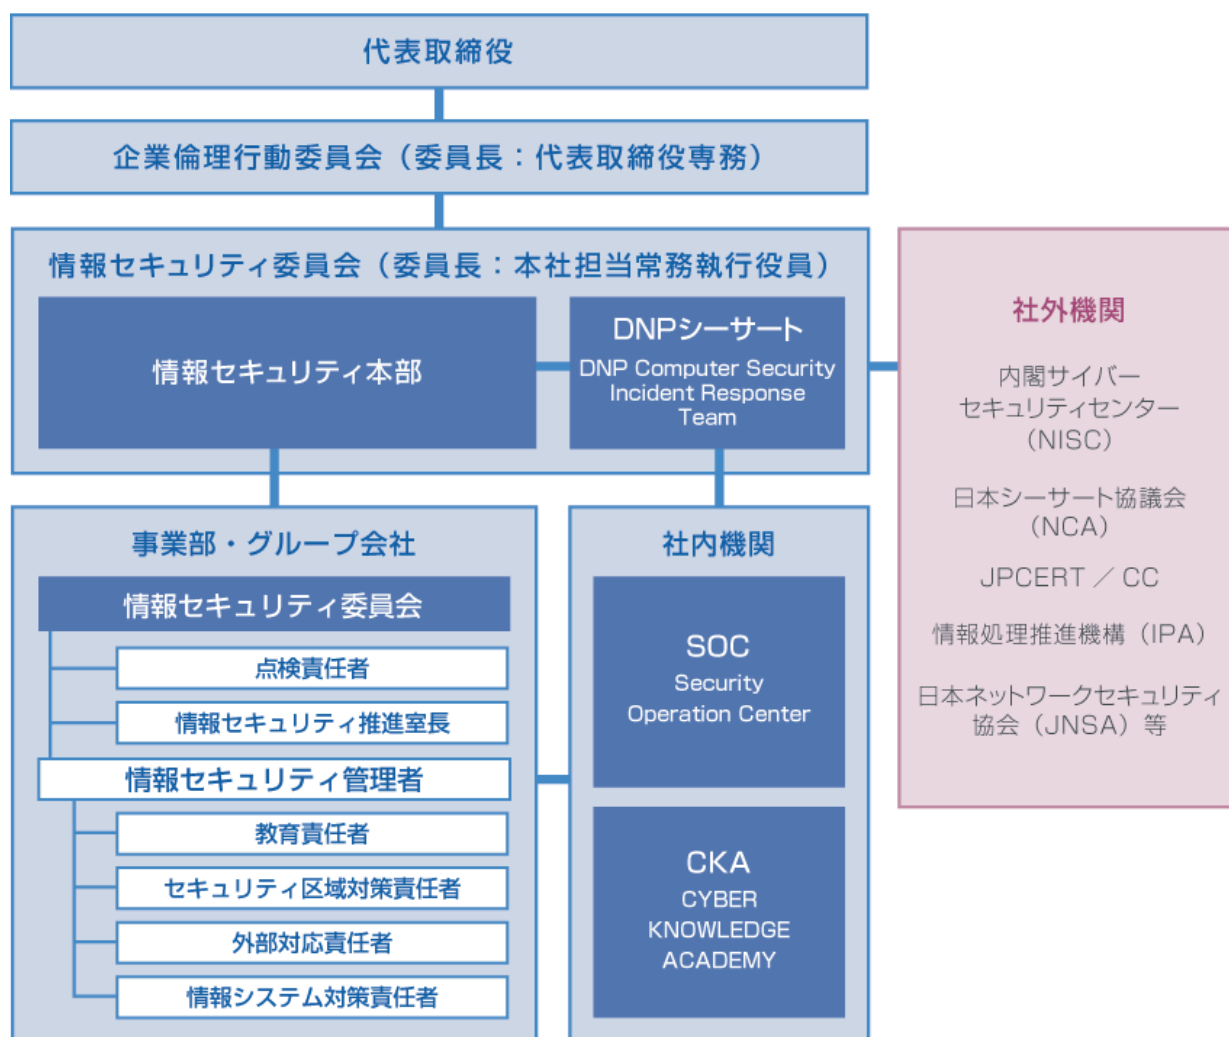 代表取締役
企業倫理行動委員会（委員長：代表取締役専務）
情報セキュリティ委員会（委員長：本社担当常務執行役員）
情報セキュリティ本部
DNPシーサート
DNP Computer Security
Incident Response
Team
社外機関
内閣サイバー
セキュリティセンター
（NISC）
日本シーサート協議会
（NCA）
JPCERT ／ CC
情報処理推進機構（IPA）
日本ネットワークセキュリティ
協会（JNSA）等
事業部・グループ会社
情報セキュリティ委員会
点検責任者
情報セキュリティ推進室長
情報セキュリティ管理者
教育責任者
セキュリティ区域対策責任者
外部対応責任者
情報システム対策責任者
社内機関
SOC
Security
Operation Center
CKA
CYBER
KNOWLEDGE
ACADEMY